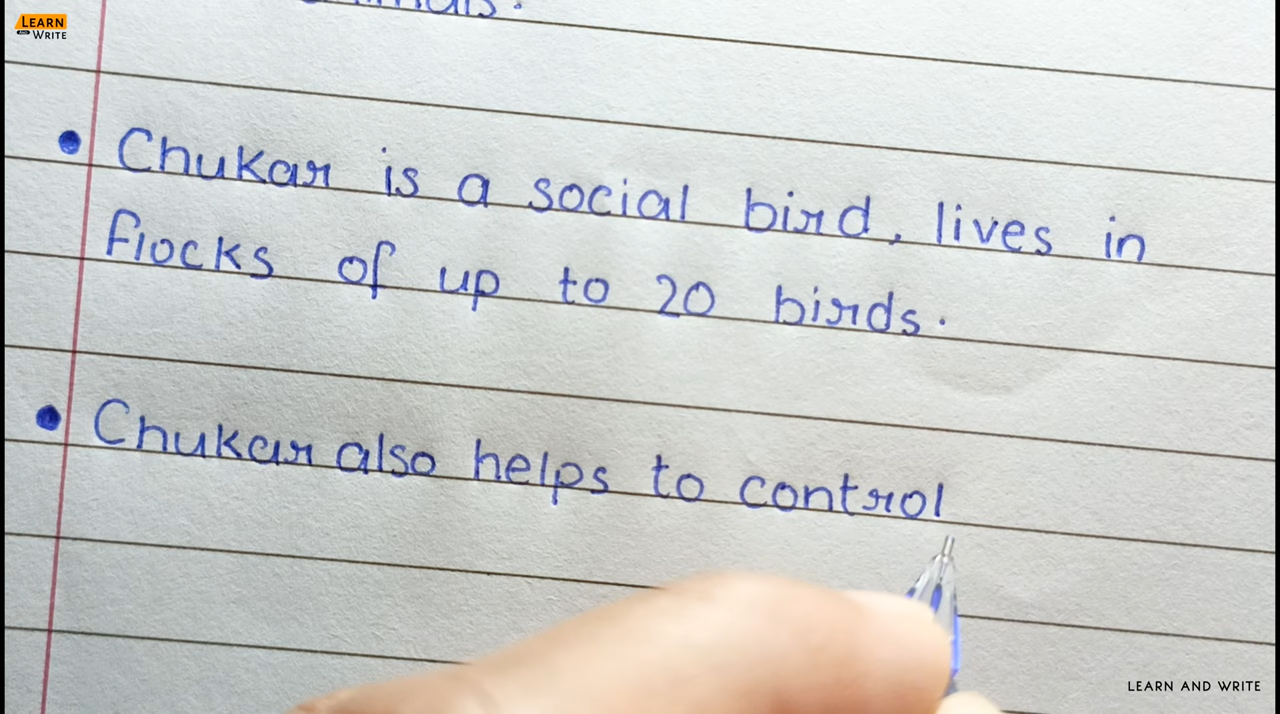 LEARN
AND WRITE
• Chukar is a social bird, lives in
flocks of up to 20 birds.
• Chukar also helps to control
LEARN AND WRITE